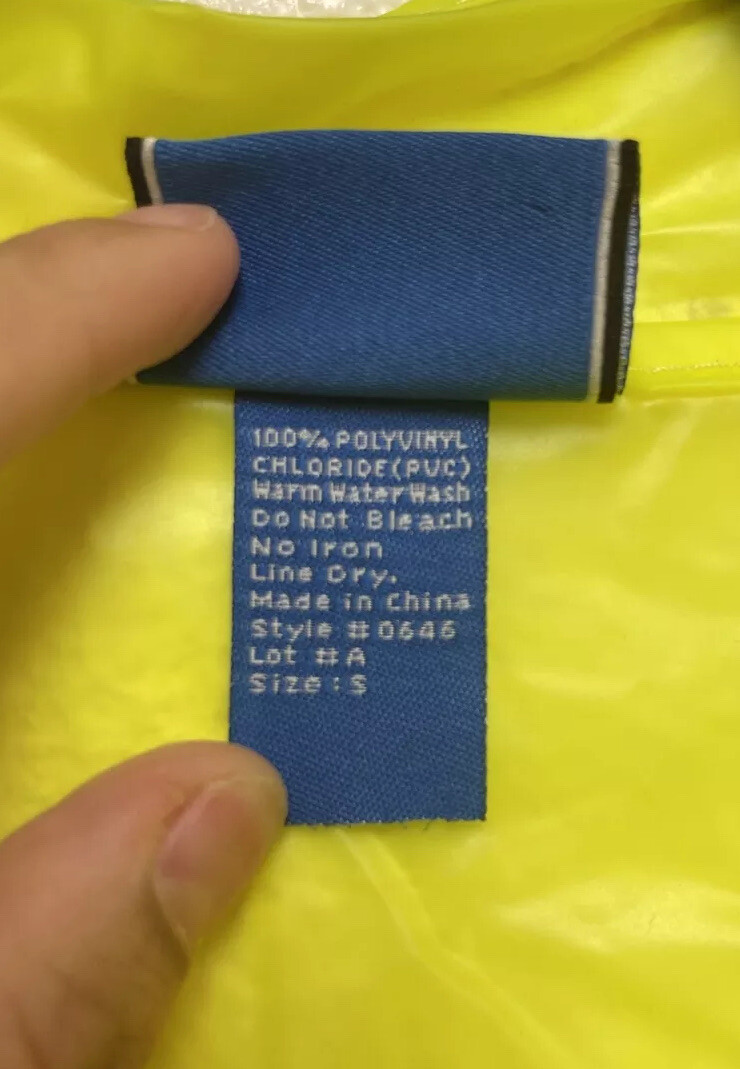 100% POLYVINYL
CHLORIDE(PVC)
Warm Water Wash
Do Not Bleach
No Iron
Line Dry.
Made in China
Style #0646
Lot #A
Size:S